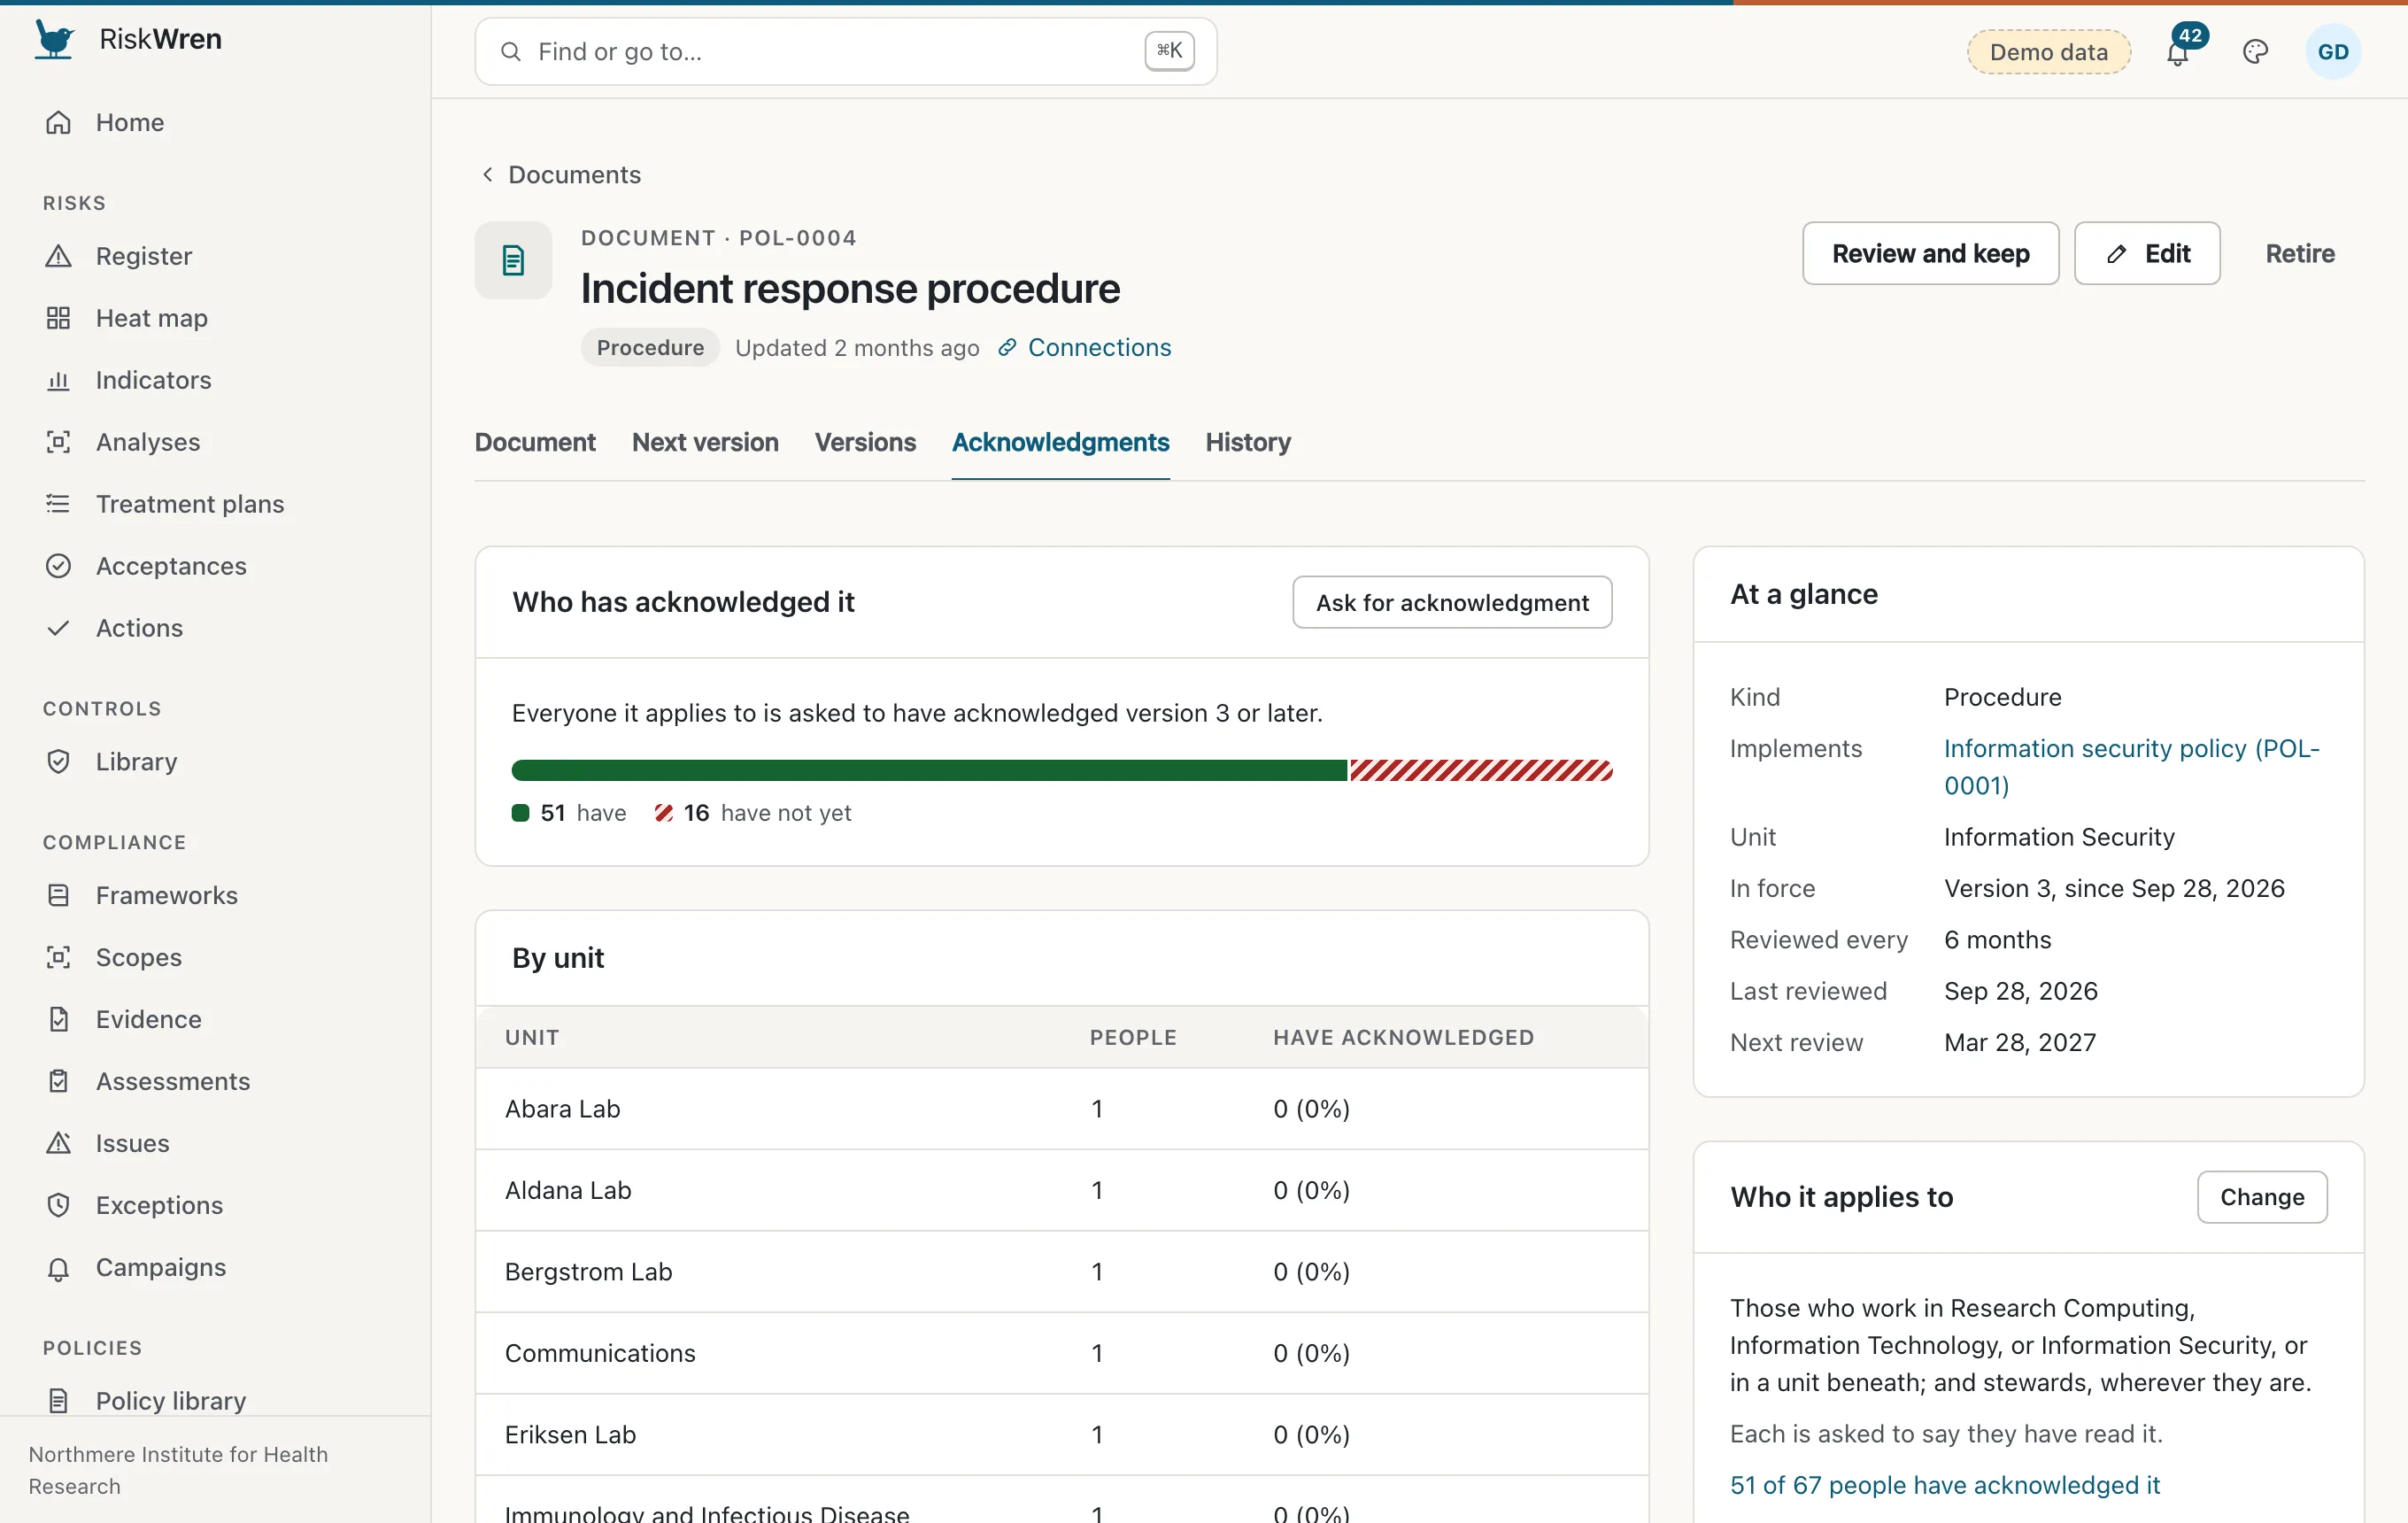 RiskWren
Find or go to...
⌘K
Demo data
42
GD
Home
RISKS
Register
Heat map
Indicators
Analyses
Treatment plans
Acceptances
Actions
CONTROLS
Library
COMPLIANCE
Frameworks
Scopes
Evidence
Assessments
Issues
Exceptions
Campaigns
POLICIES
Policy library
Northmere Institute for Health
Research
Documents
DOCUMENT · POL-0004
Incident response procedure
Procedure Updated 2 months ago Connections
Review and keep
Edit
Retire
Document Next version Versions Acknowledgments History
Who has acknowledged it
Ask for acknowledgment
Everyone it applies to is asked to have acknowledged version 3 or later.
51 have 16 have not yet
By unit
UNIT PEOPLE HAVE ACKNOWLEDGED
Abara Lab 1 0 (0%)
Aldana Lab 1 0 (0%)
Bergstrom Lab 1 0 (0%)
Communications 1 0 (0%)
Eriksen Lab 1 0 (0%)
Immunology and Infectious Disease 1 0 (0%)
At a glance
Kind Procedure
Implements Information security policy (POL-
0001)
Unit Information Security
In force Version 3, since Sep 28, 2026
Reviewed every 6 months
Last reviewed Sep 28, 2026
Next review Mar 28, 2027
Who it applies to
Change
Those who work in Research Computing,
Information Technology, or Information Security, or
in a unit beneath; and stewards, wherever they are.
Each is asked to say they have read it.
51 of 67 people have acknowledged it